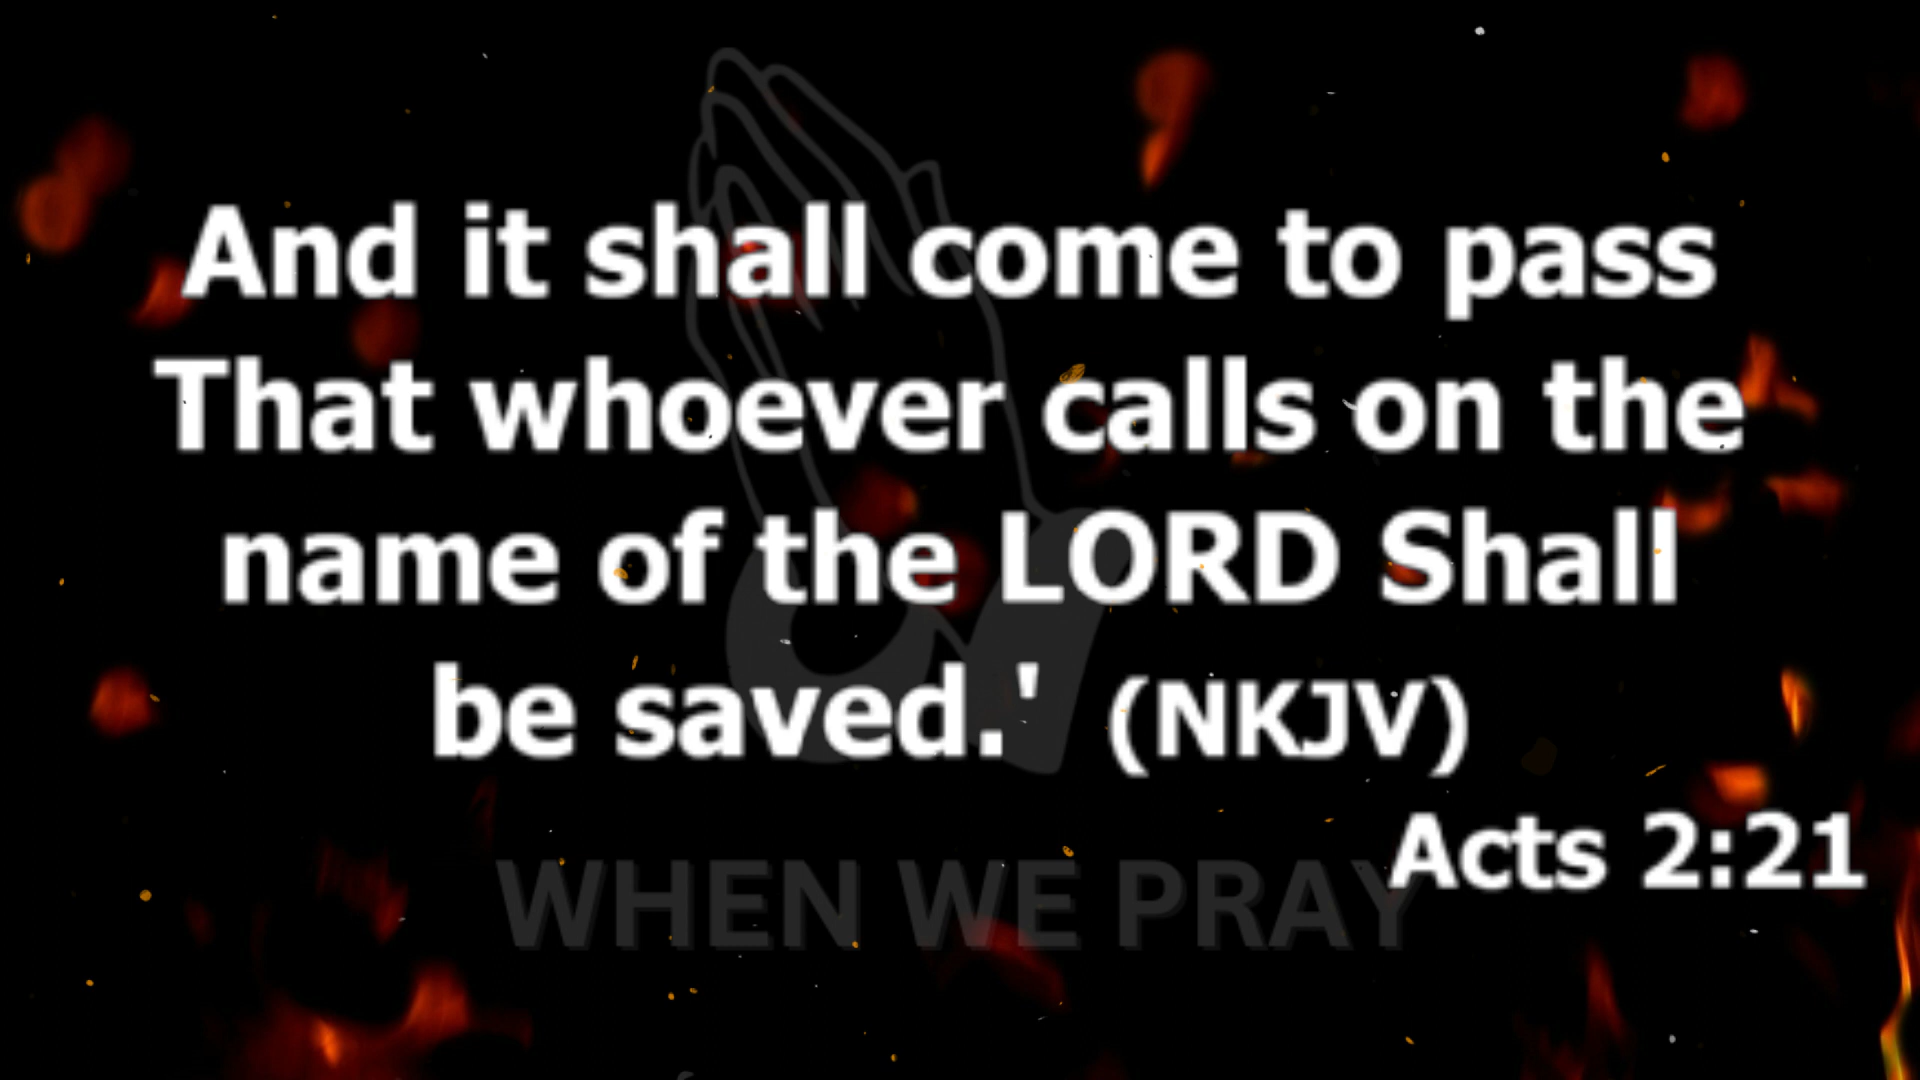 And it shall come to pass
That whoever calls on the
name of the LORD Shall
be saved.' (NKJV)
Acts 2:21
WHEN WE PRAY